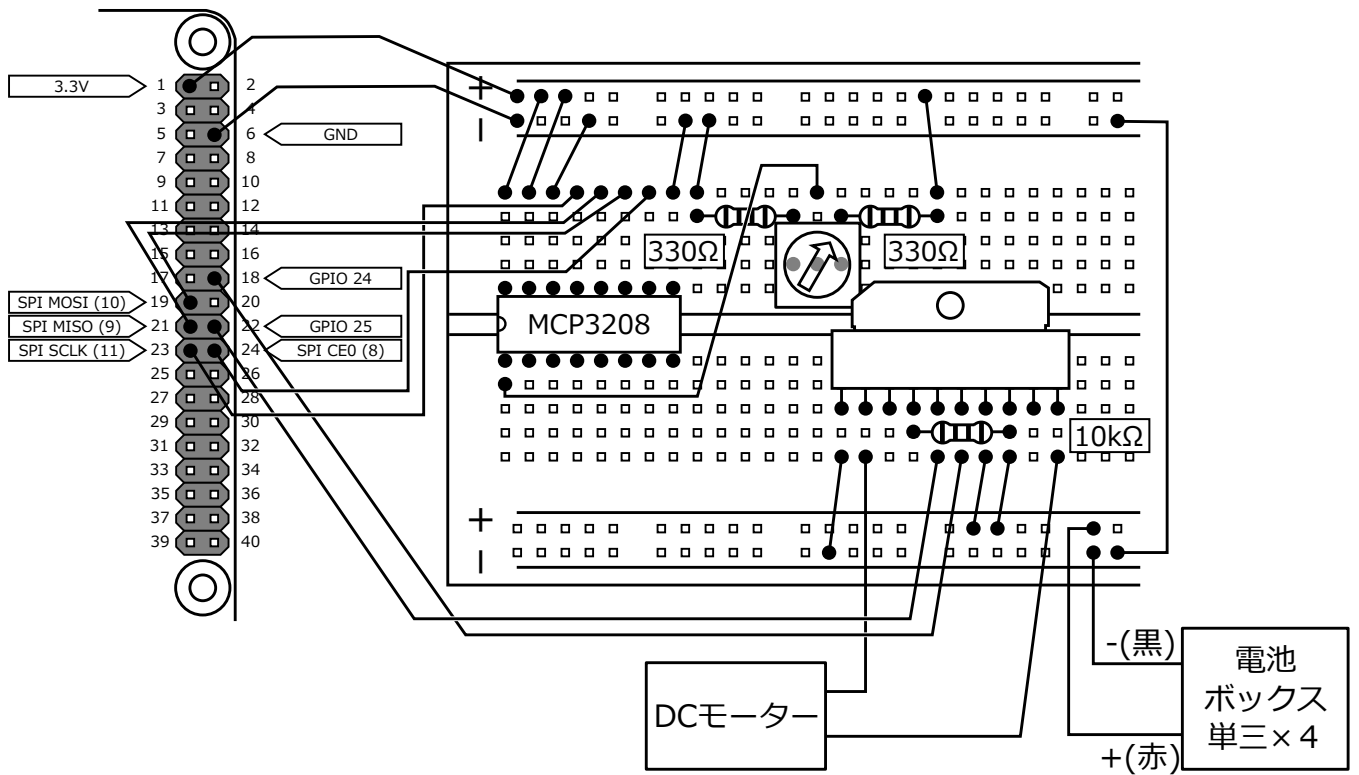 3.3V
1 2
3 4
5 6
GND
7 8
9 10
11 12
13 14
15 16
17 18
GPIO 24
SPI MOSI (10)
19 20
SPI MISO (9)
21 22
GPIO 25
SPI SCLK (11)
23 24
SPI CE0 (8)
25 26
27 28
29 30
31 32
33 34
35 36
37 38
39 40
+
-
330Ω
330Ω
MCP3208
10kΩ
+
-
DCモーター
-(黒)
+(赤)
電池
ボックス
単三×4